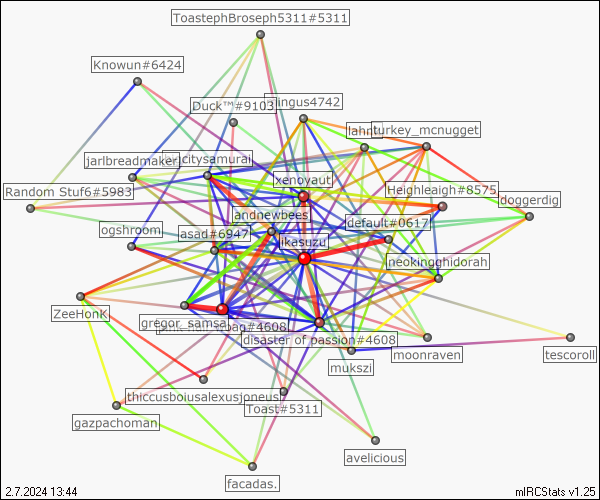 ToastephBroseph5311#5311
Knowun#6424
Duck™#9103
ingus4742
lahn
turkey_mcnugget
jarlbreadmaker
citysamurai
xenoyaut
Random Stuf6#5983
Heighleaigh#8575
doggerdig
andnewbees
default#0617
ogshroom
asad#6947
ikasuzu
neokingghidorah
ZeeHonK
gregor_samsa
bag#4608
disaster of passion#4608
moonraven
tescoroll
mukszi
thiccusboiusalexusjoneus
Toast#5311
gazpachoman
avelicious
facadas.
2.7.2024 13:44
mIRCStats v1.25